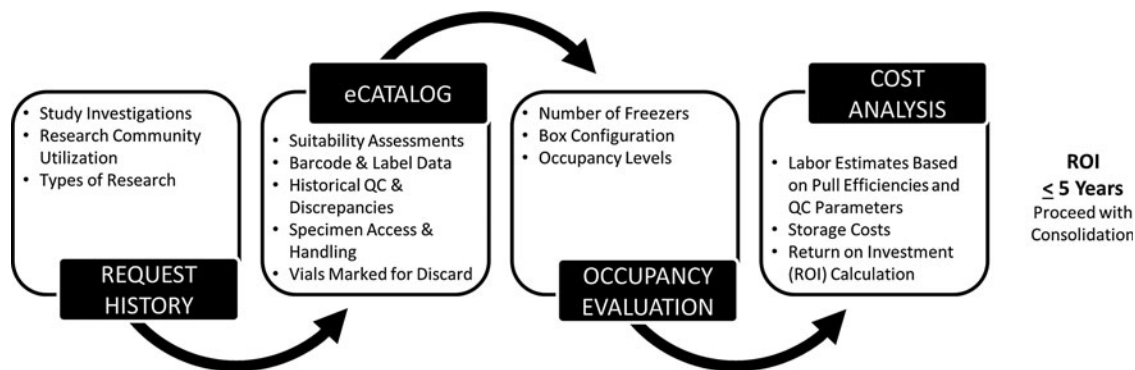 • Study Investigations
• Research Community
Utilization
• Types of Research
REQUEST
HISTORY
eCATALOG
• Suitability Assessments
• Barcode & Label Data
• Historical QC &
Discrepancies
• Specimen Access &
Handling
• Vials Marked for Discard
• Number of Freezers
• Box Configuration
• Occupancy Levels
OCCUPANCY
EVALUATION
COST
ANALYSIS
• Labor Estimates Based
on Pull Efficiencies and
QC Parameters
• Storage Costs
• Return on Investment
(ROI) Calculation
ROI
≤ 5 Years
Proceed with
Consolidation